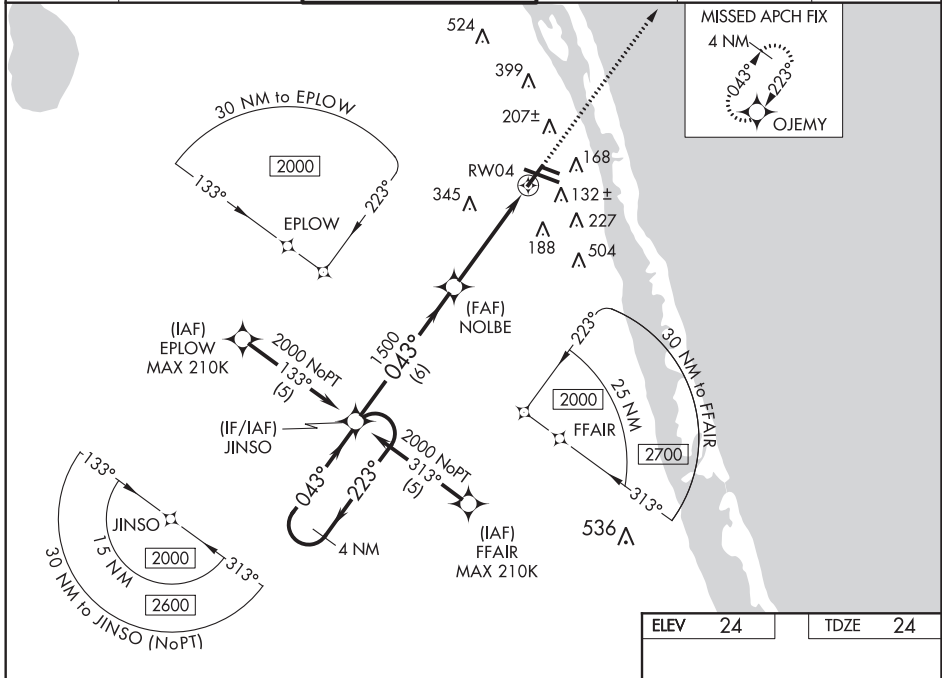 MISSED APCH FIX
4 NM
043°
223°
OJEMY
524
399
207±
168
RW04
132±
345
227
188
504
30 NM to EPLOW
2000
133°
223°
EPLOW
(FAF)
NOLBE
(IAF)
EPLOW
MAX 210K
2000 NoPT
133°
(5)
1500
043°
(6)
(IF/IAF)
JINSO
2000 NoPT
313°
(5)
043°
223°
4 NM
(IAF)
FFAIR
MAX 210K
223°
30 NM to FFAIR
25 NM
2000
FFAIR
2700
313°
536
133°
JINSO
313°
15 NM
2000
2600
30 NM to JINSO (NoPT)
ELEV 24
TDZE 24